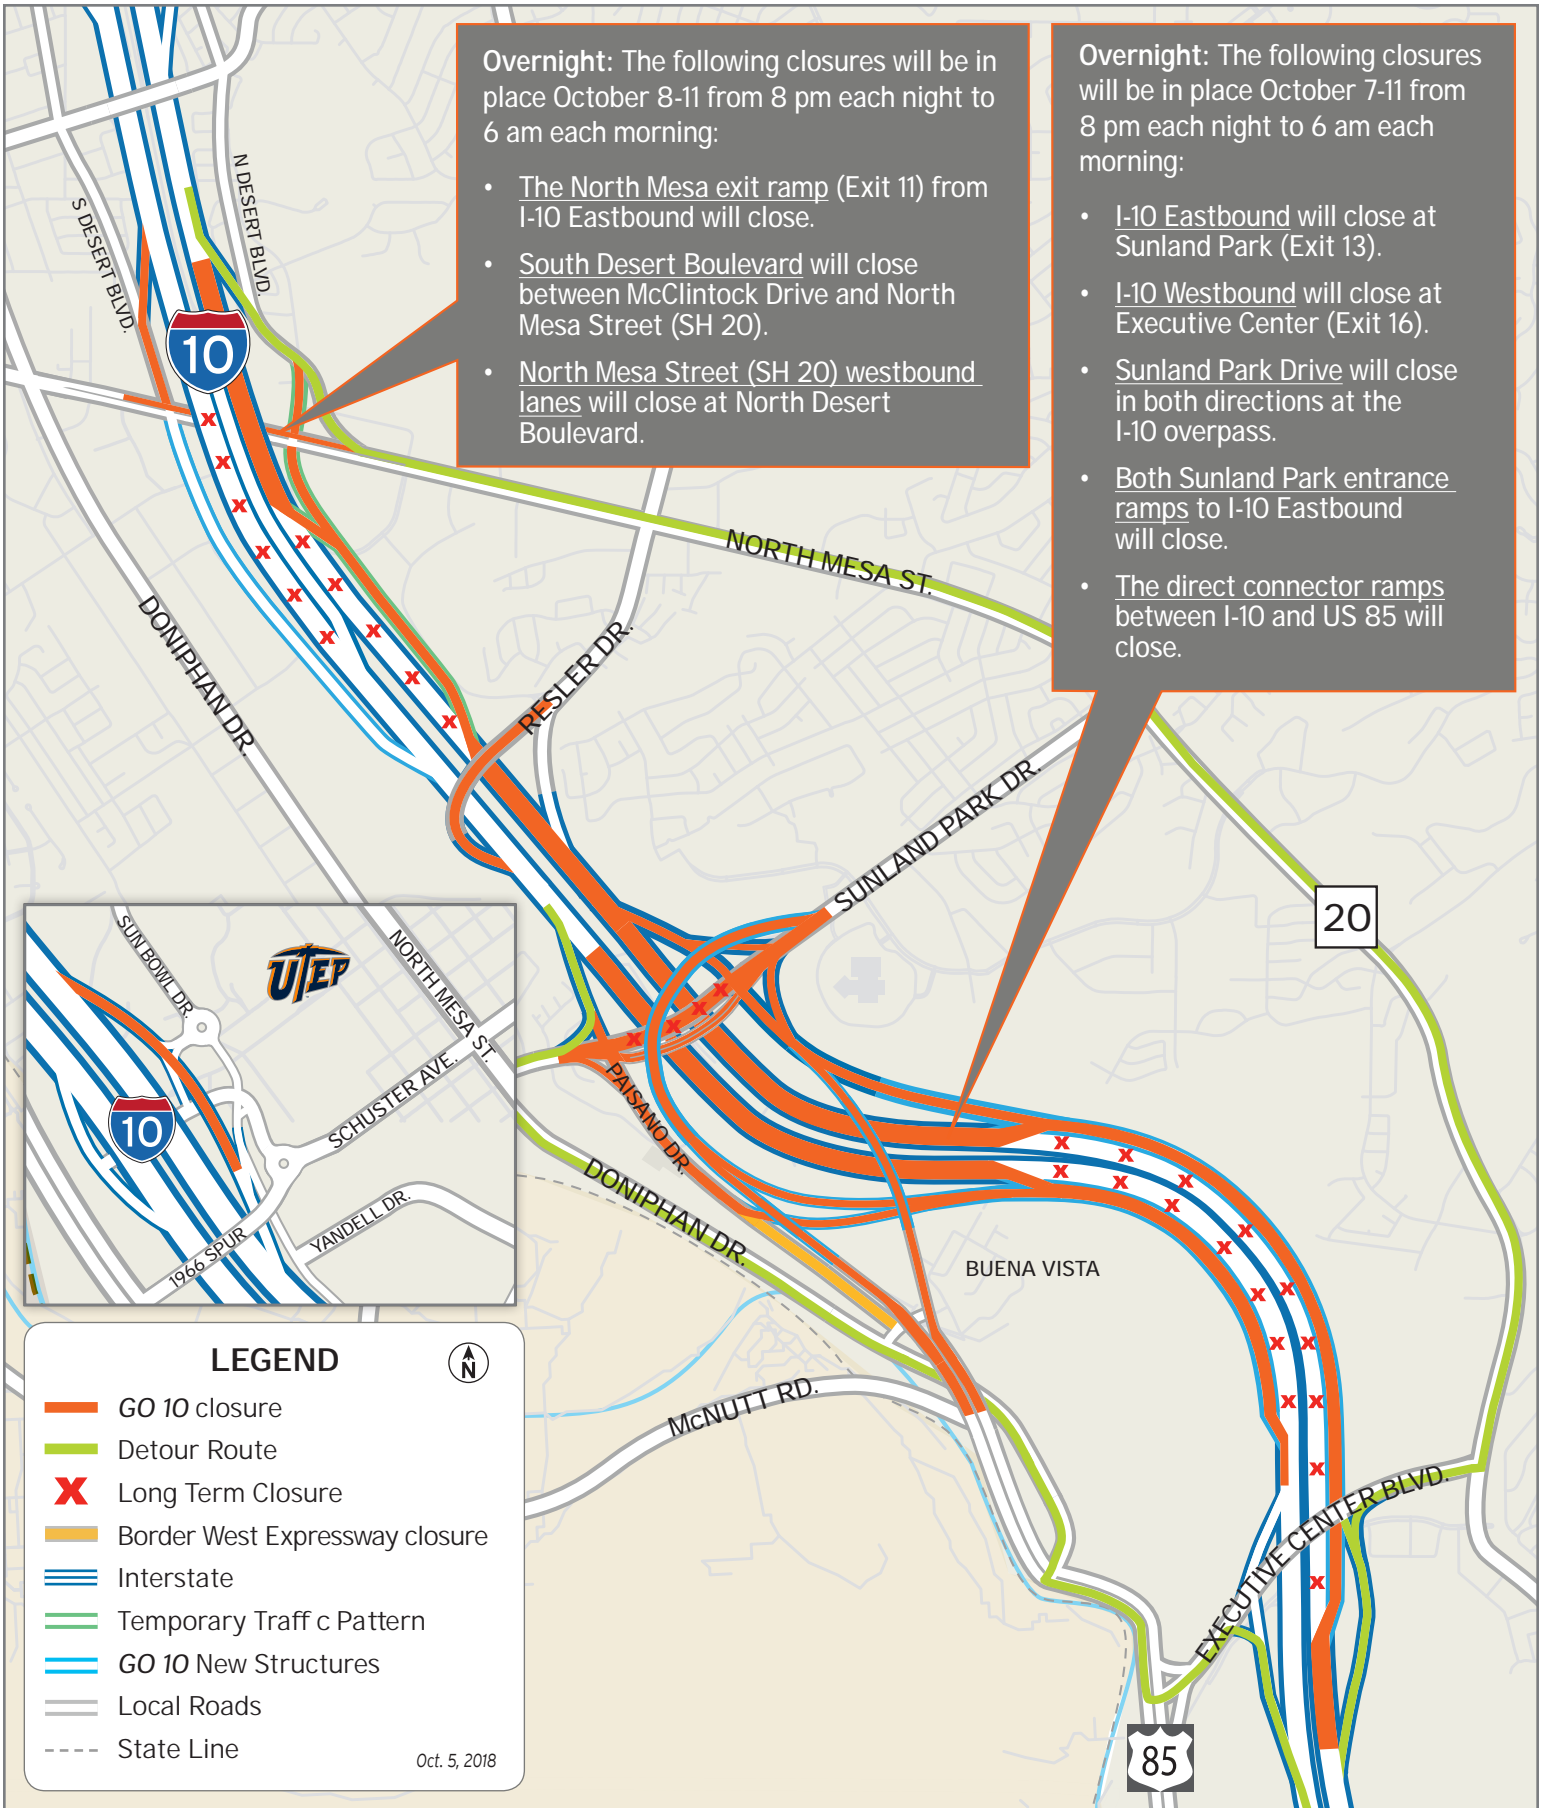 Overnight: The following closures will be in
place October 8-11 from 8 pm each night to
6 am each morning:
• The North Mesa exit ramp (Exit 11) from
I-10 Eastbound will close.
• South Desert Boulevard will close
between McClintock Drive and North
Mesa Street (SH 20).
• North Mesa Street (SH 20) westbound
lanes will close at North Desert
Boulevard.
Overnight: The following closures
will be in place October 7-11 from
8 pm each night to 6 am each
morning:
• I-10 Eastbound will close at
Sunland Park (Exit 13).
• I-10 Westbound will close at
Executive Center (Exit 16).
• Sunland Park Drive will close
in both directions at the
I-10 overpass.
• Both Sunland Park entrance
ramps to I-10 Eastbound
will close.
• The direct connector ramps
between I-10 and US 85 will
close.
N DESERT BLVD.
S DESERT BLVD.
10
NORTH MESA ST.
DONIPHAN DR.
RESLER DR.
SUNLAND PARK DR.
20
SUN BOWL DR.
UTEP
NORTH MESA ST.
SCHUSTER AVE.
10
YANDELL DR.
1966 SPUR
PAISANO DR.
DONIPHAN DR.
BUENA VISTA
McNUTT RD.
EXECUTIVE CENTER BLVD.
85
LEGEND
N
GO 10 closure
Detour Route
X Long Term Closure
Border West Expressway closure
Interstate
Temporary Traff c Pattern
GO 10 New Structures
Local Roads
State Line
Oct. 5, 2018